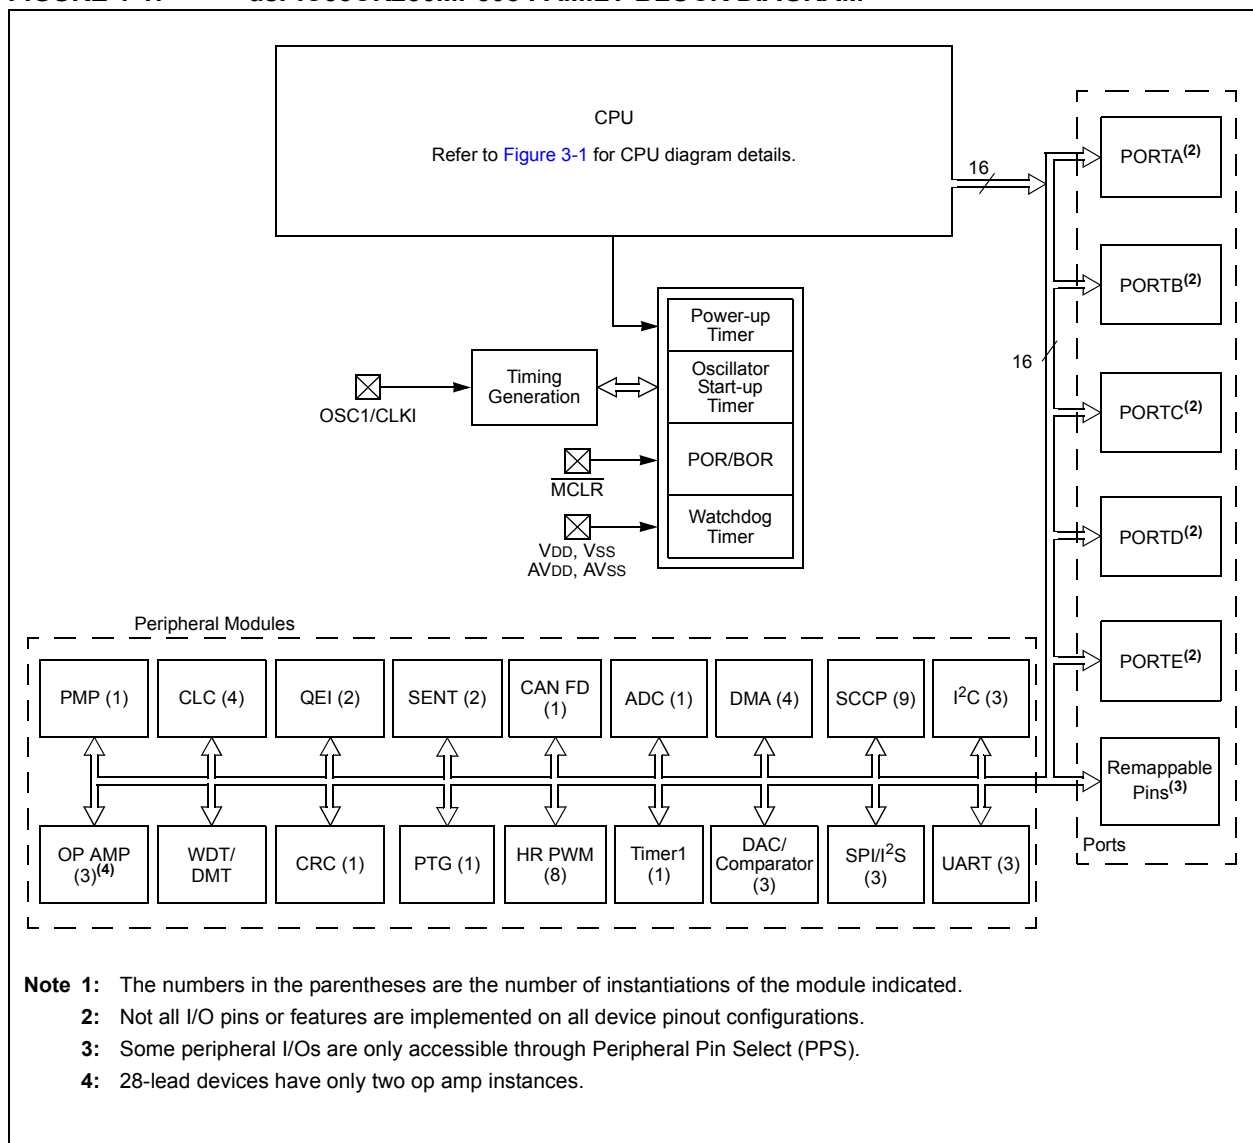 CPU
Refer to Figure 3-1 for CPU diagram details.
16
PORTA(2)
PORTB(2)
16
PORTC(2)
PORTD(2)
PORTE(2)
Remappable
Pins(3)
Ports
Power-up
Timer
Oscillator
Start-up
Timer
POR/BOR
Watchdog
Timer
Timing
Generation
OSC1/CLKI
MCLR
VDD, VSS
AVDD, AVSS
Peripheral Modules
PMP (1)
CLC (4)
QEI (2)
SENT (2)
CAN FD
(1)
ADC (1)
DMA (4)
SCCP (9)
I2C (3)
OP AMP
(3)(4)
WDT/
DMT
CRC (1)
PTG (1)
HR PWM
(8)
Timer1
(1)
DAC/
Comparator
(3)
SPI/I2S
(3)
UART (3)
Note 1: The numbers in the parentheses are the number of instantiations of the module indicated.
2: Not all I/O pins or features are implemented on all device pinout configurations.
3: Some peripheral I/Os are only accessible through Peripheral Pin Select (PPS).
4: 28-lead devices have only two op amp instances.